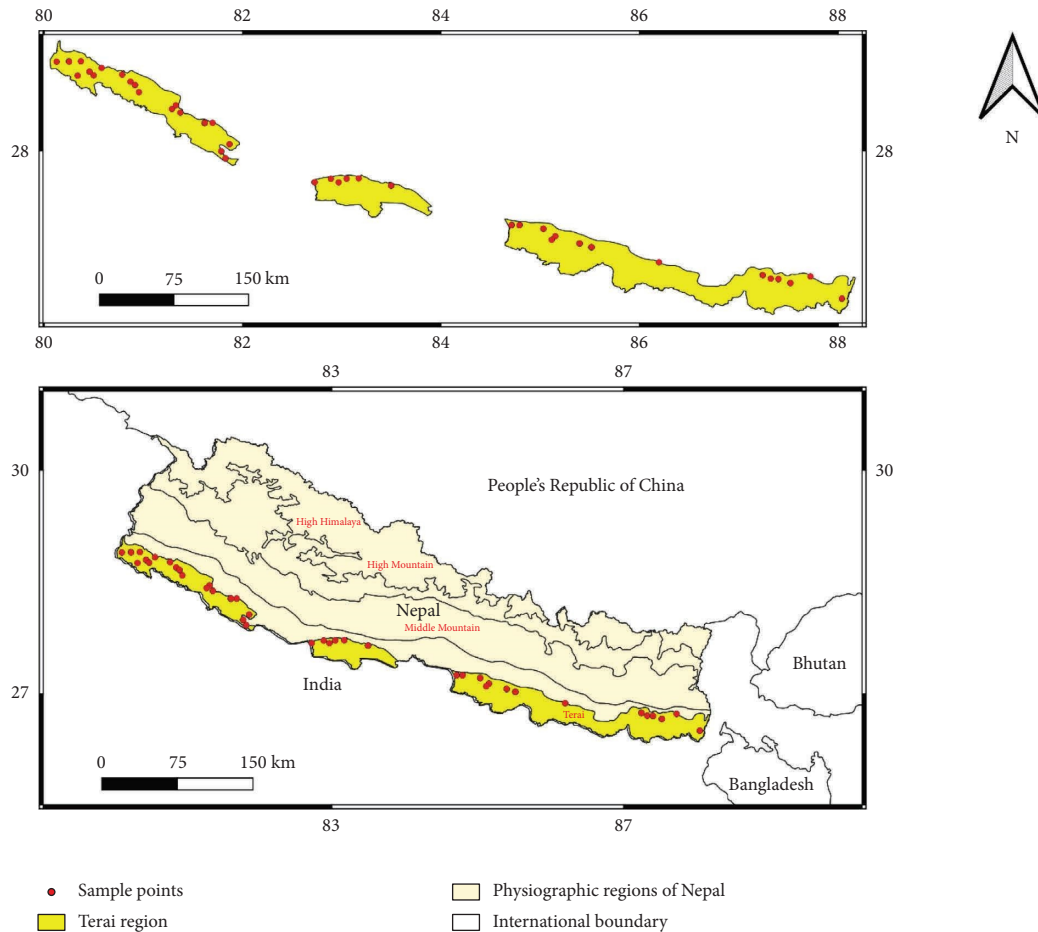 80 82 84 86 88
28 28
N
0 75 150 km
80 82 84 86 88
83 87
30 30
People's Republic of China
High Himalaya
High Mountain
Nepal
Middle Mountain
Bhutan
India
27 27
Terai
0 75 150 km
Bangladesh
83 87
Sample points
Physiographic regions of Nepal
Terai region
International boundary